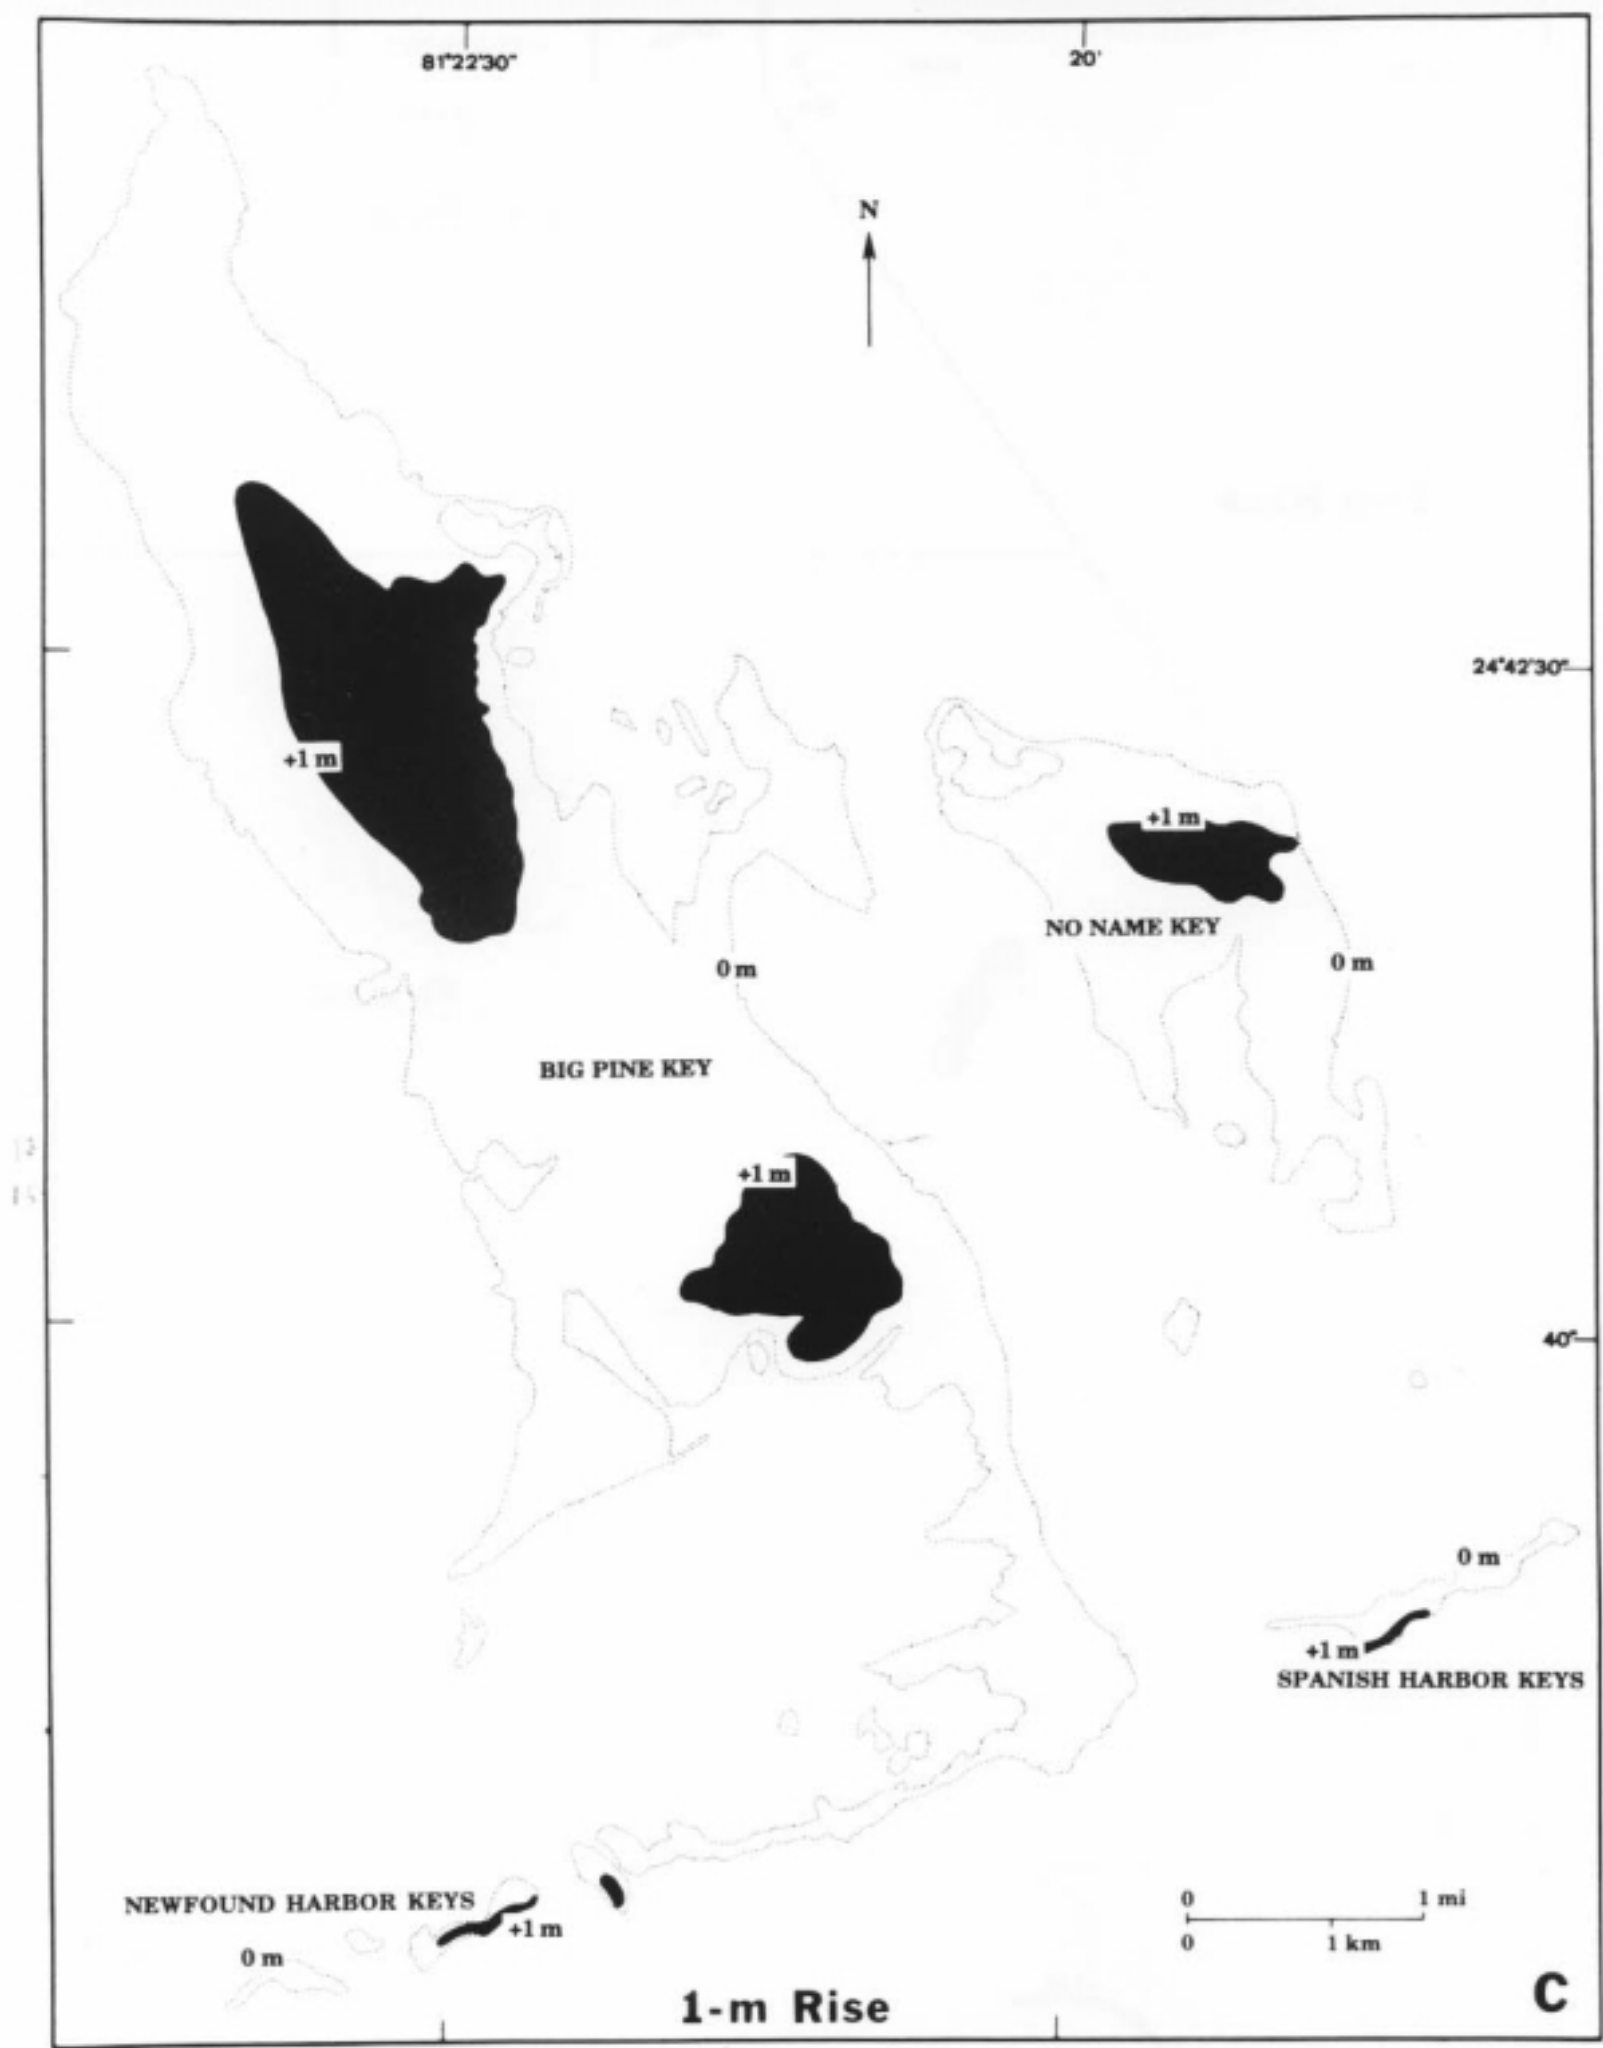 81°22'30"
20'
N
24°42'30"
+1 m
+1 m
NO NAME KEY
0 m
0 m
BIG PINE KEY
+1 m
40"
0 m
+1 m
SPANISH HARBOR KEYS
NEWFOUND HARBOR KEYS
+1 m
0 m
0 1 mi
0 1 km
1-m Rise
C